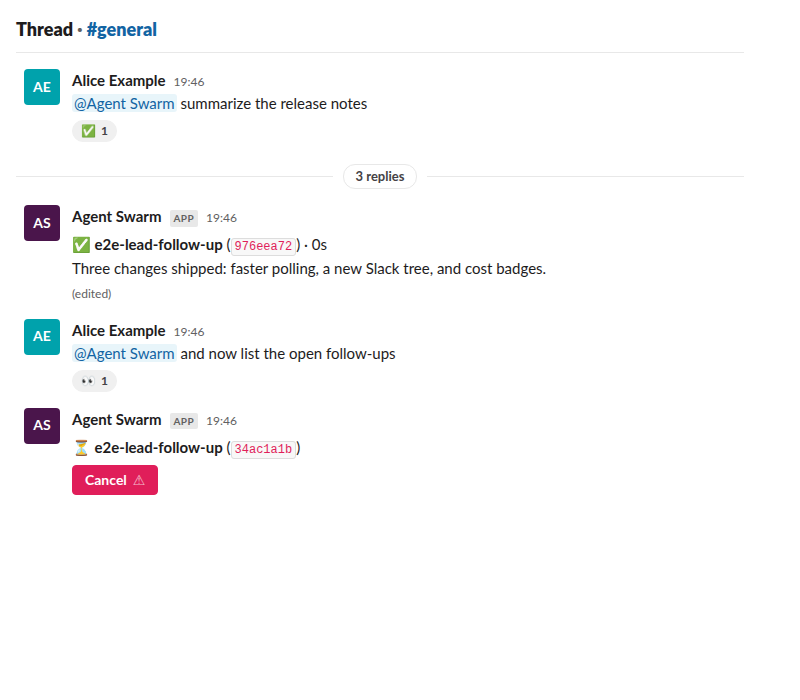 Thread • #general
AE
Alice Example 19:46
@Agent Swarm summarize the release notes
✅ 1
3 replies
AS
Agent Swarm APP 19:46
✅ e2e-lead-follow-up (976eea72) · 0s
Three changes shipped: faster polling, a new Slack tree, and cost badges.
(edited)
AE
Alice Example 19:46
@Agent Swarm and now list the open follow-ups
👀 1
AS
Agent Swarm APP 19:46
⏳ e2e-lead-follow-up (34ac1a1b)
Cancel ⚠